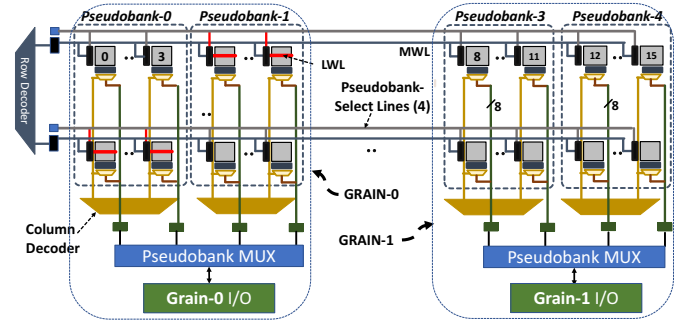 Pseudobank-0 Pseudobank-1 Pseudobank-3 Pseudobank-4
MWL
0 .. 3 .. LWL 8 .. 11 12 .. 15
Row Decoder
Pseudobank-
Select Lines (4)
8 8
..
..
GRAIN-0
Column
Decoder
GRAIN-1
Pseudobank MUX Pseudobank MUX
Grain-0 I/O Grain-1 I/O